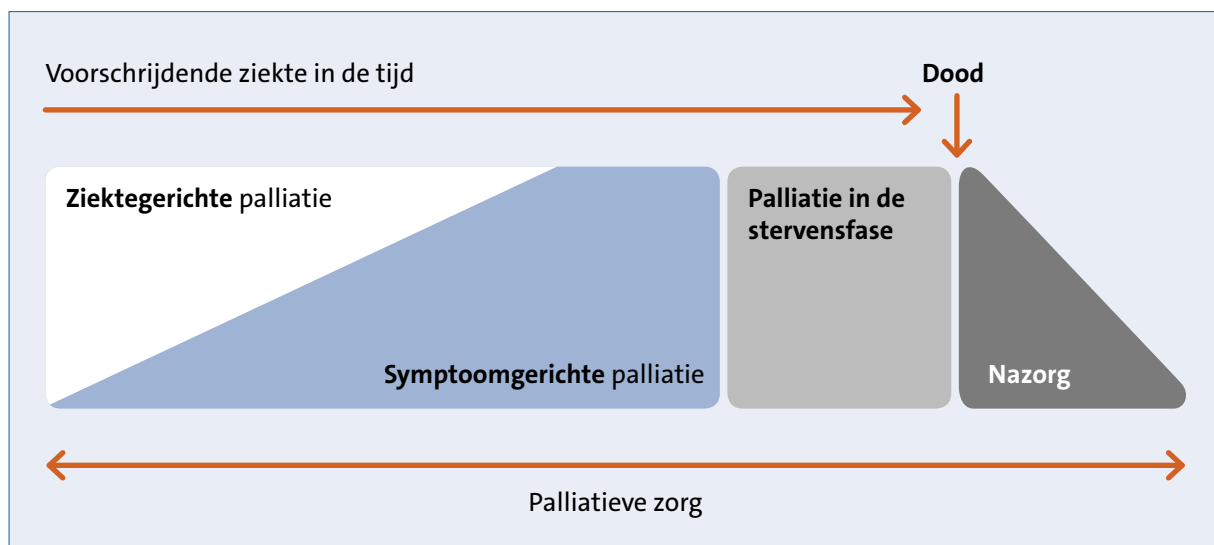 Voorschrijdende ziekte in de tijd
Dood
Ziektegerichte palliatie
Palliatie in de
stervensfase
Symptoomgerichte palliatie
Nazorg
Palliatieve zorg